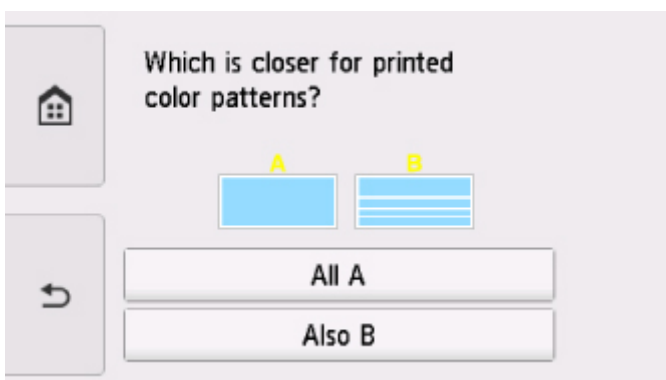 Which is closer for printed
color patterns?
A B
All A
Also B